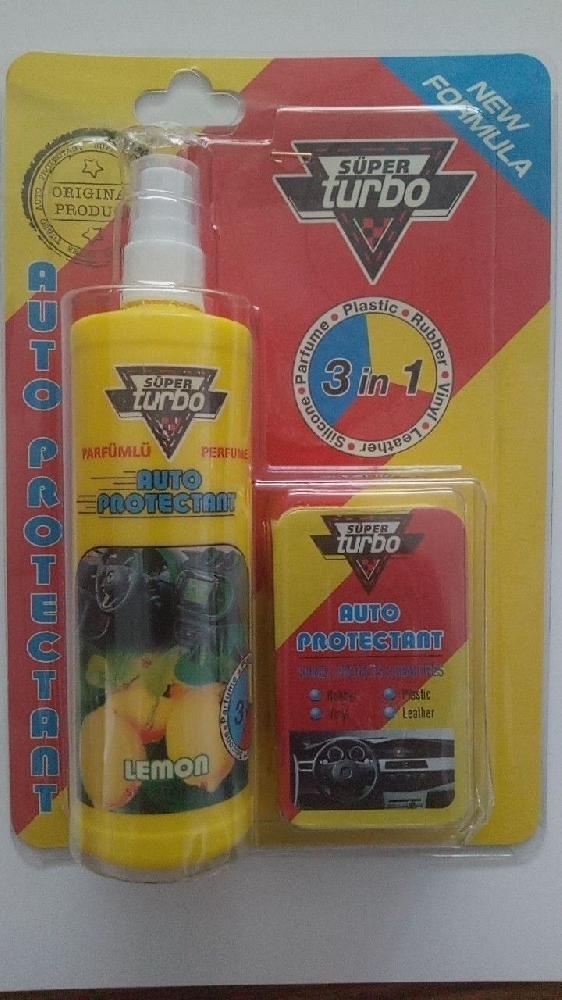 NEW
FORMULA
SÜPER
turbo
ORIGINAL
PRODUCT
AUTO PROTECTANT
Parfume • Plastic • Rubber • Vinyl • Leather • Silicone •
3 in 1
SÜPER
turbo
PARFÜMLÜ PERFUME
AUTO
PROTECTANT
LEMON
SÜPER
turbo
AUTO
PROTECTANT
Rubber Plastic
Vinyl Leather